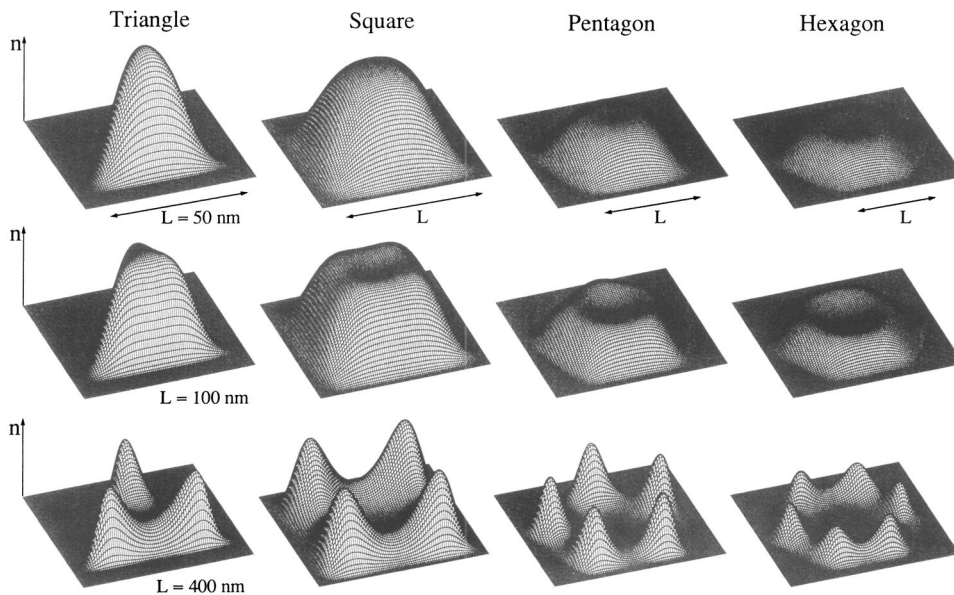 Triangle
Square
Pentagon
Hexagon
n
L = 50 nm
L
L
L
n
L = 100 nm
n
L = 400 nm